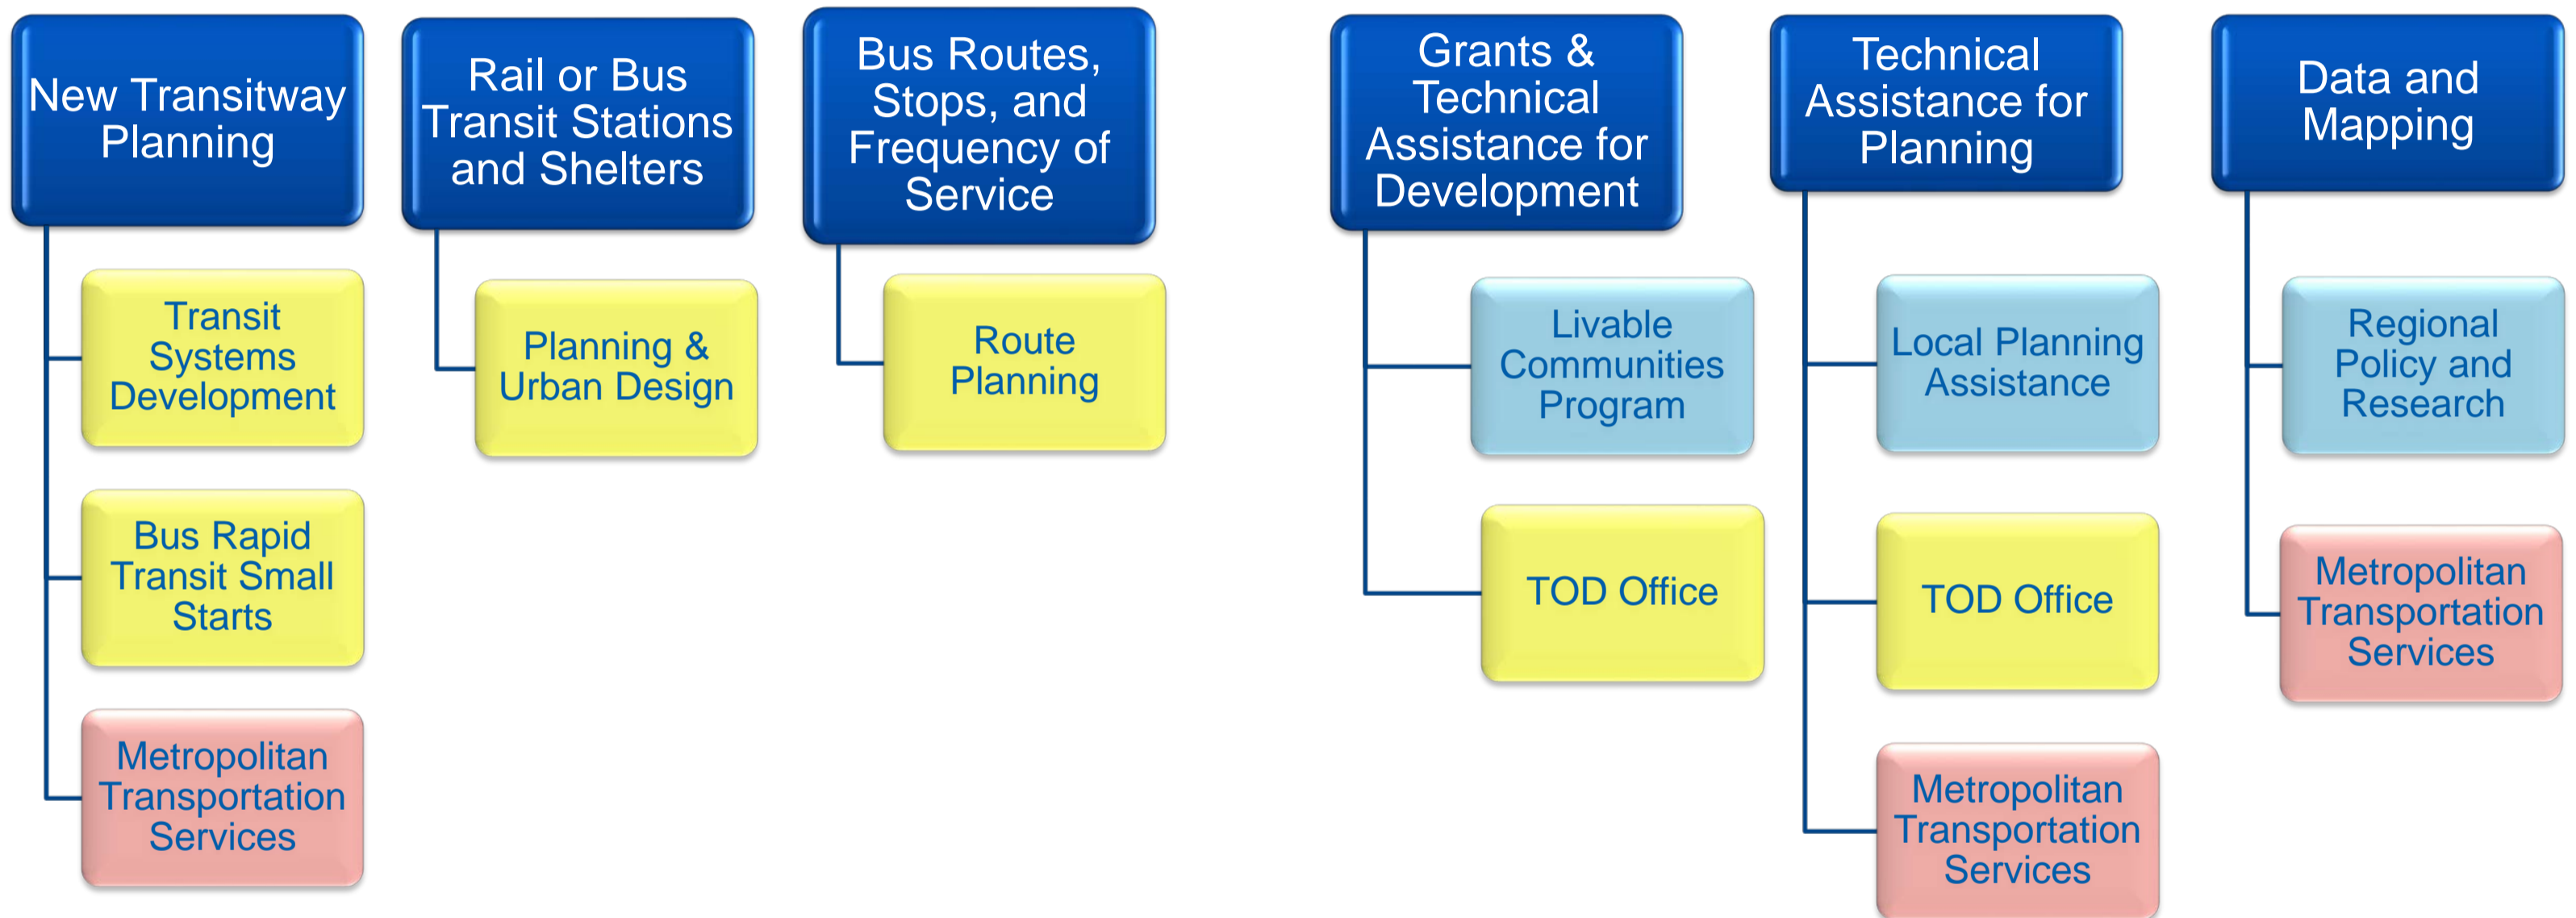 New Transitway
Planning
Transit
Systems
Development
Bus Rapid
Transit Small
Starts
Metropolitan
Transportation
Services
Rail or Bus
Transit Stations
and Shelters
Planning &
Urban Design
Bus Routes,
Stops, and
Frequency of
Service
Route
Planning
Grants &
Technical
Assistance for
Development
Livable
Communities
Program
TOD Office
Technical
Assistance for
Planning
Local Planning
Assistance
TOD Office
Metropolitan
Transportation
Services
Data and
Mapping
Regional
Policy and
Research
Metropolitan
Transportation
Services